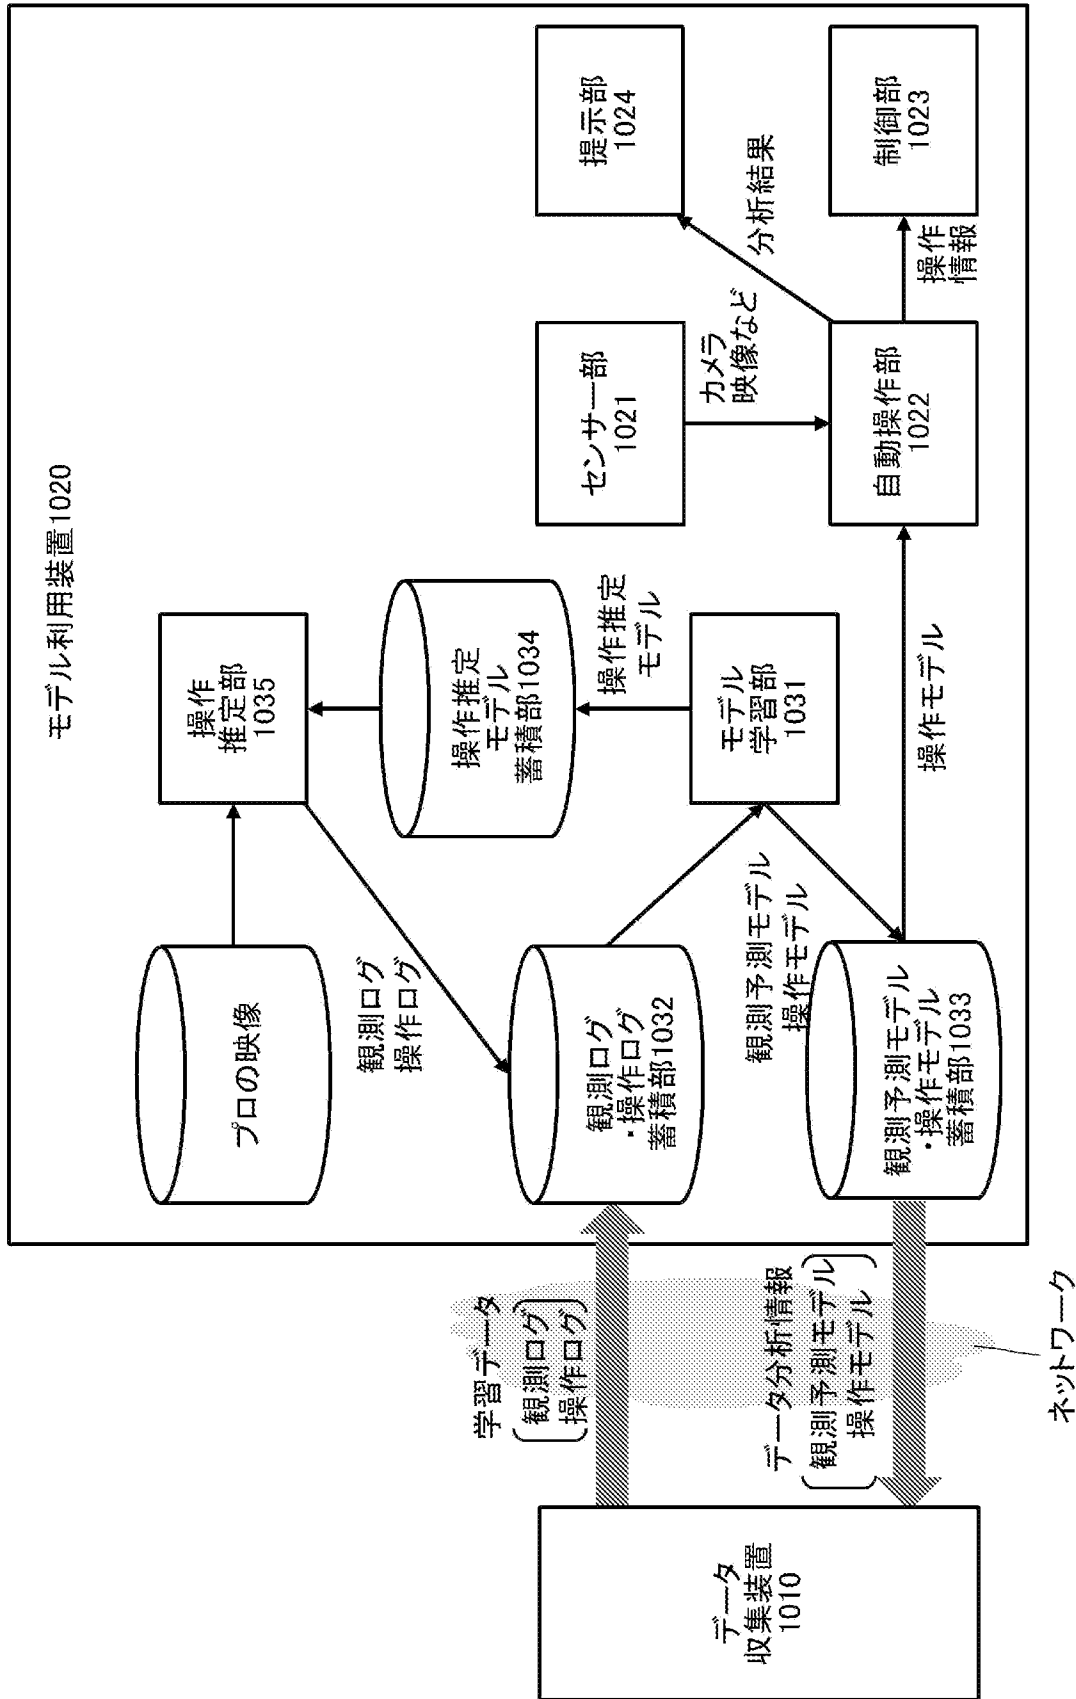 モデル利用装置1020
プロの映像
操作
推定部
1035
観測ログ
操作ログ
操作推定
モデル
蓄積部1034
操作推定
モデル
学習データ
観測ログ
操作ログ
観測ログ
・操作ログ
蓄積部1032
モデル
学習部
1031
センサー部
1021
提示部
1024
カメラ
映像など
分析結果
観測予測モデル
操作モデル
データ
収集装置
1010
データ分析情報
観測予測モデル
操作モデル
観測予測モデル
・操作モデル
蓄積部1033
操作モデル
自動操作部
1022
操作
情報
制御部
1023
ネットワーク